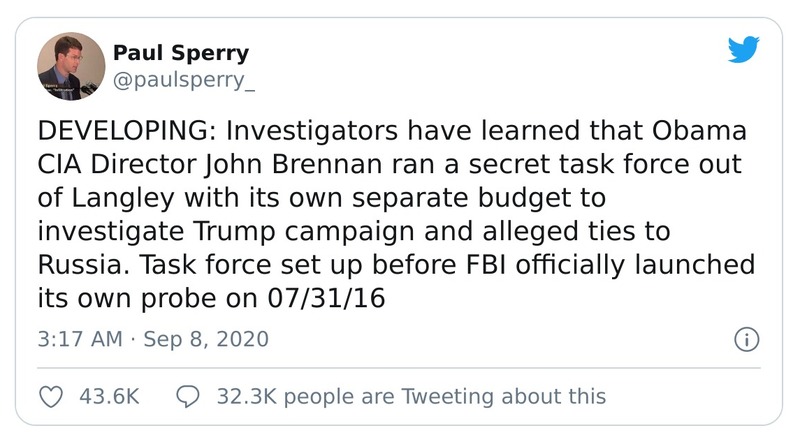 Paul Sperry
@paulsperry_
DEVELOPING: Investigators have learned that Obama
CIA Director John Brennan ran a secret task force out
of Langley with its own separate budget to
investigate Trump campaign and alleged ties to
Russia. Task force set up before FBI officially launched
its own probe on 07/31/16
3:17 AM · Sep 8, 2020
43.6K 32.3K people are Tweeting about this